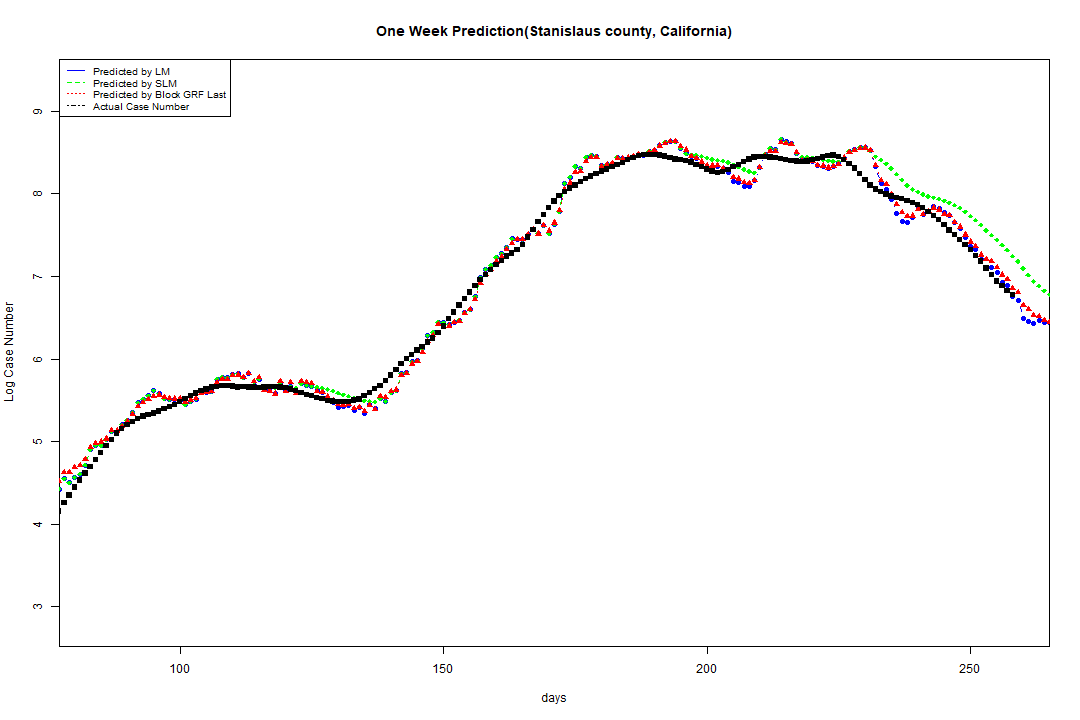 One Week Prediction(Stanislaus county, California)
Predicted by LM
Predicted by SLM
Predicted by Block GRF Last
Actual Case Number
9
8
7
6
5
4
3
Log Case Number
100 150 200 250
days